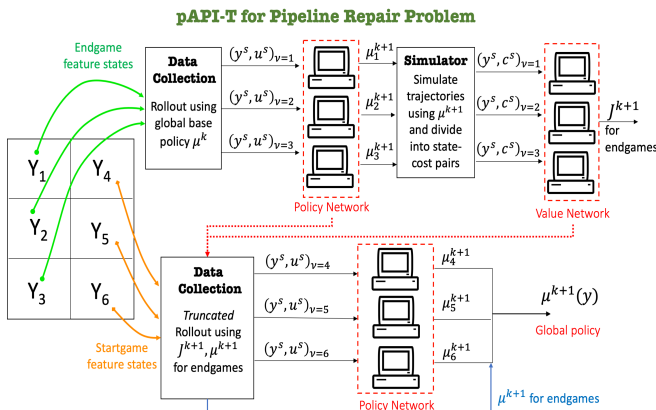 pAPI-T for Pipeline Repair Problem
Endgame
feature states
Data
Collection
Rollout using
global base
policy μ^k
(y^s, u^s)_{ν=1}
(y^s, u^s)_{ν=2}
(y^s, u^s)_{ν=3}
Policy Network
μ_1^{k+1}
μ_2^{k+1}
μ_3^{k+1}
Simulator
Simulate
trajectories
using μ^{k+1}
and divide
into state-
cost pairs
(y^s, c^s)_{ν=1}
(y^s, c^s)_{ν=2}
(y^s, c^s)_{ν=3}
Value Network
J^{k+1}
for
endgames
Y_1
Y_4
Y_2
Y_5
Y_3
Y_6
Startgame
feature states
Data
Collection
Truncated
Rollout using
J^{k+1}, μ^{k+1}
for endgames
(y^s, u^s)_{ν=4}
(y^s, u^s)_{ν=5}
(y^s, u^s)_{ν=6}
Policy Network
μ_4^{k+1}
μ_5^{k+1}
μ_6^{k+1}
μ^{k+1}(y)
Global policy
μ^{k+1} for endgames